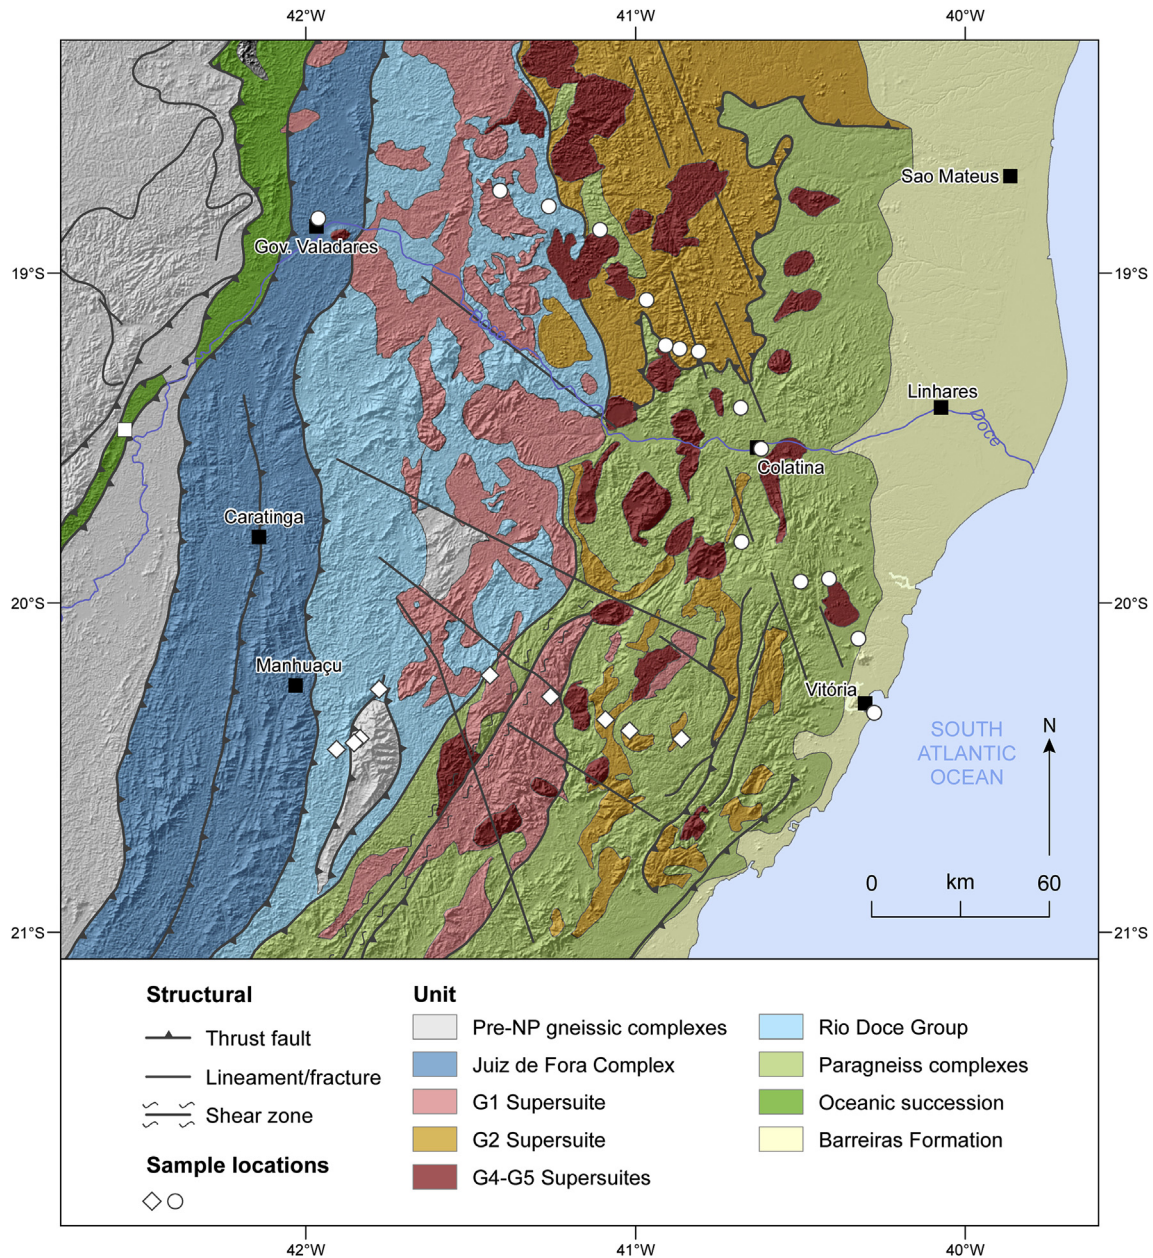 42°W
41°W
40°W
Sao Mateus
Gov. Valadares
19°S
19°S
Doce
Linhares
Doce
Colatina
Caratinga
20°S
20°S
Manhuaçu
Vitória
SOUTH
ATLANTIC
OCEAN
N
0
km
60
21°S
21°S
Structural
Thrust fault
Lineament/fracture
Shear zone
Sample locations
Unit
Pre-NP gneissic complexes
Juiz de Fora Complex
G1 Supersuite
G2 Supersuite
G4-G5 Supersuites
Rio Doce Group
Paragneiss complexes
Oceanic succession
Barreiras Formation
42°W
41°W
40°W